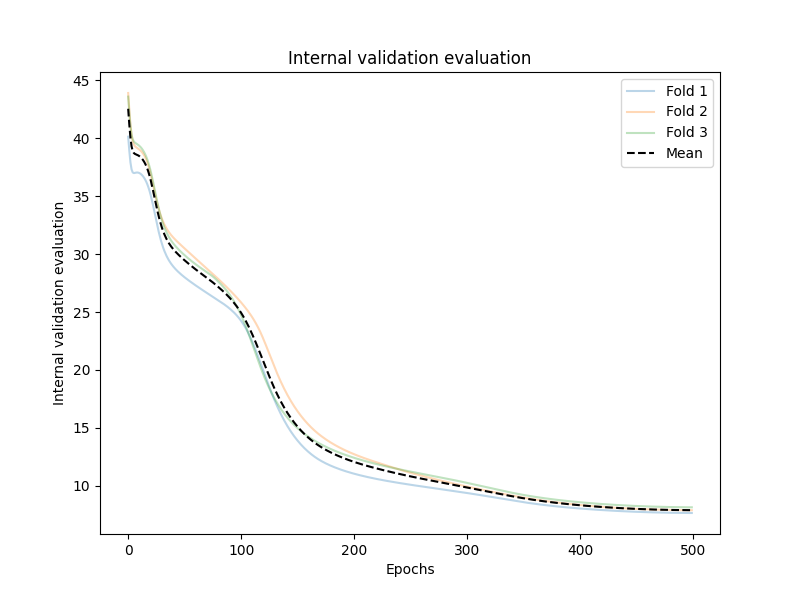 Internal validation evaluation
Fold 1
Fold 2
Fold 3
Mean
Internal validation evaluation
45
40
35
30
25
20
15
10
0 100 200 300 400 500
Epochs